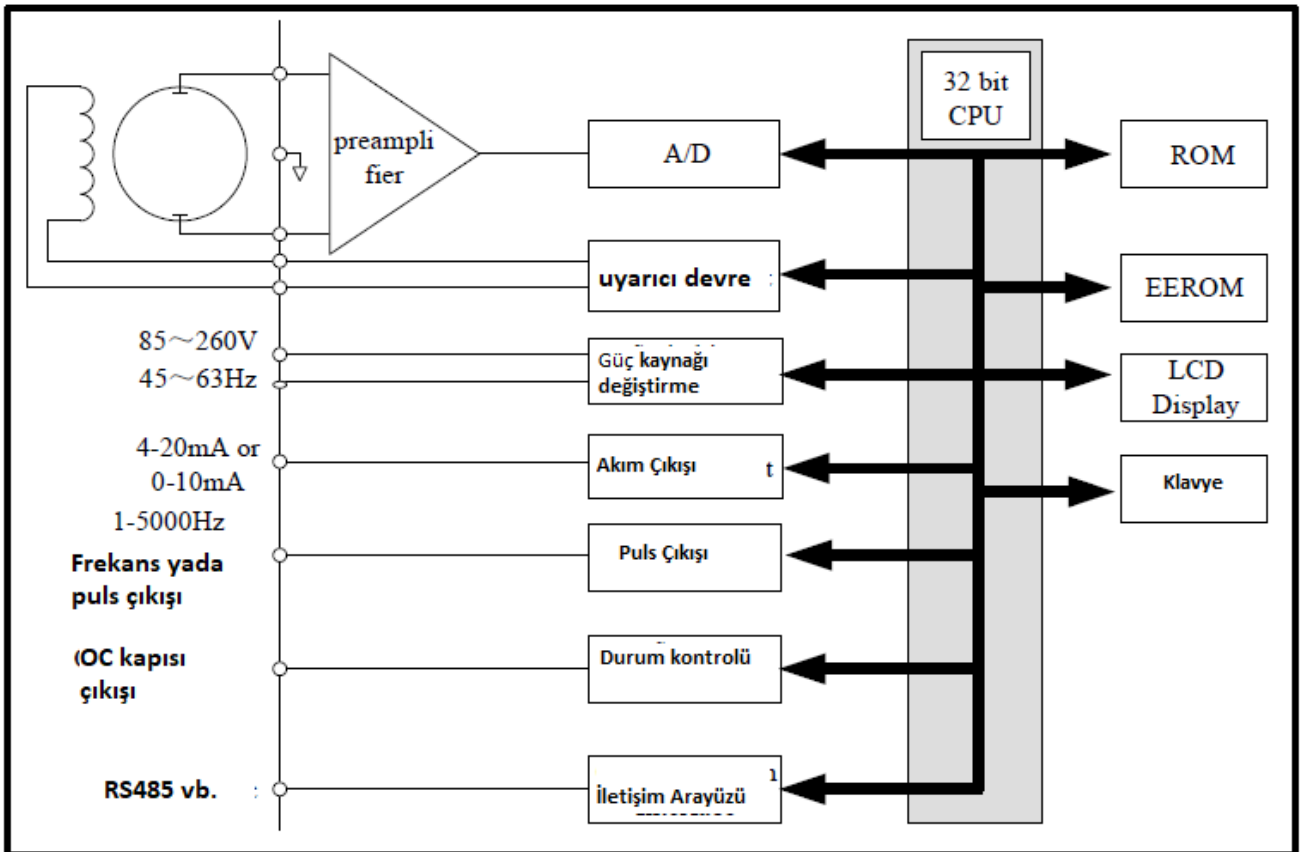 32 bit
CPU
preampli
fier
A/D
ROM
uyarıcı devre
EEROM
85～260V
45～63Hz
Güç kaynağı
değiştirme
LCD
Display
4-20mA or
0-10mA
Akım Çıkışı
t
Klavye
1-5000Hz
Frekans yada
puls çıkışı
Puls Çıkışı
(OC kapısı
çıkışı
Durum kontrolü
RS485 vb.
İletişim Arayüzü